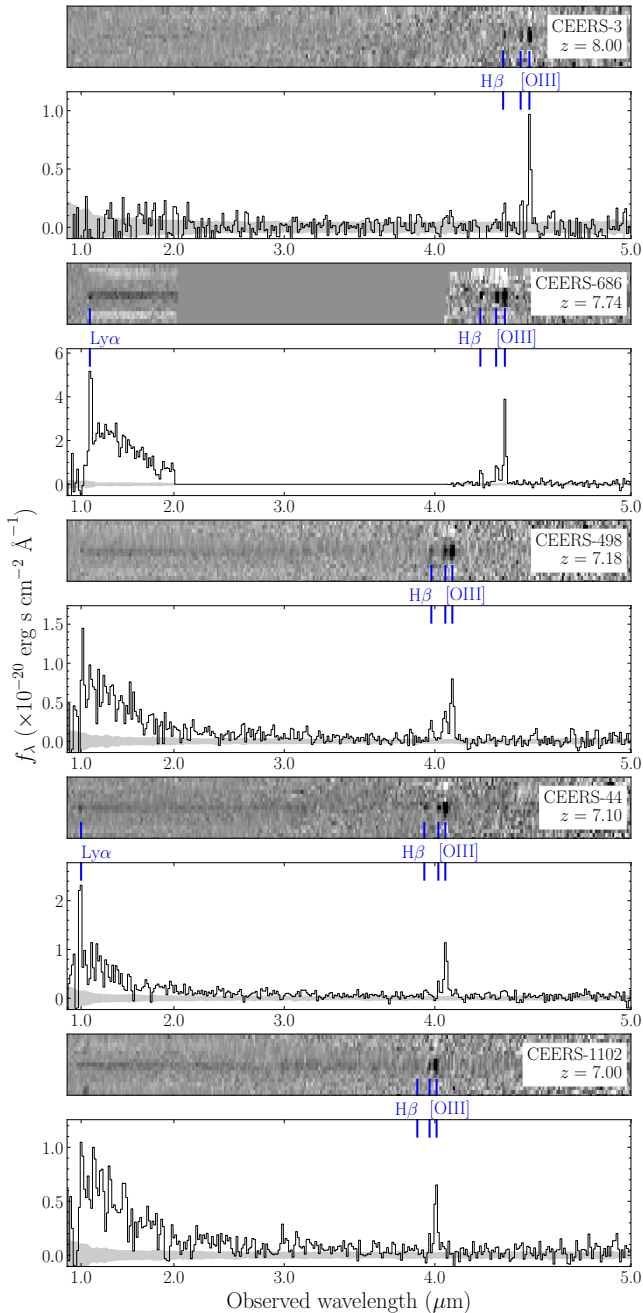 CEERS-3
z = 8.00
Hβ [OIII]
1.0
0.5
0.0
1.0 2.0 3.0 4.0 5.0
CEERS-686
z = 7.74
Lyα Hβ [OIII]
6
4
2
0
1.0 2.0 3.0 4.0 5.0
CEERS-498
z = 7.18
Hβ [OIII]
1.5
1.0
0.5
0.0
1.0 2.0 3.0 4.0 5.0
fλ (×10−20 erg s cm−2 Å−1)
CEERS-44
z = 7.10
Lyα Hβ [OIII]
2
1
0
1.0 2.0 3.0 4.0 5.0
CEERS-1102
z = 7.00
Hβ [OIII]
1.0
0.5
0.0
1.0 2.0 3.0 4.0 5.0
Observed wavelength (μm)